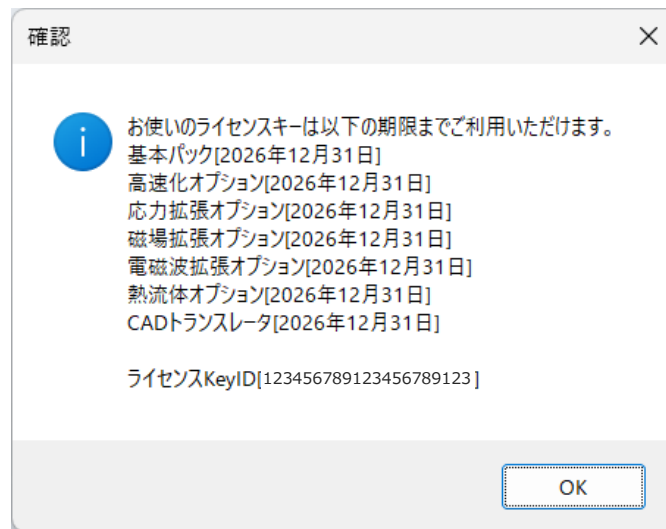 確認
お使いのライセンスキーは以下の期限までご利用いただけます。
基本パック[2026年12月31日]
高速化オプション[2026年12月31日]
応力拡張オプション[2026年12月31日]
磁場拡張オプション[2026年12月31日]
電磁波拡張オプション[2026年12月31日]
熱流体オプション[2026年12月31日]
CADトランスレータ[2026年12月31日]
ライセンスKeyID[123456789123456789123]
OK